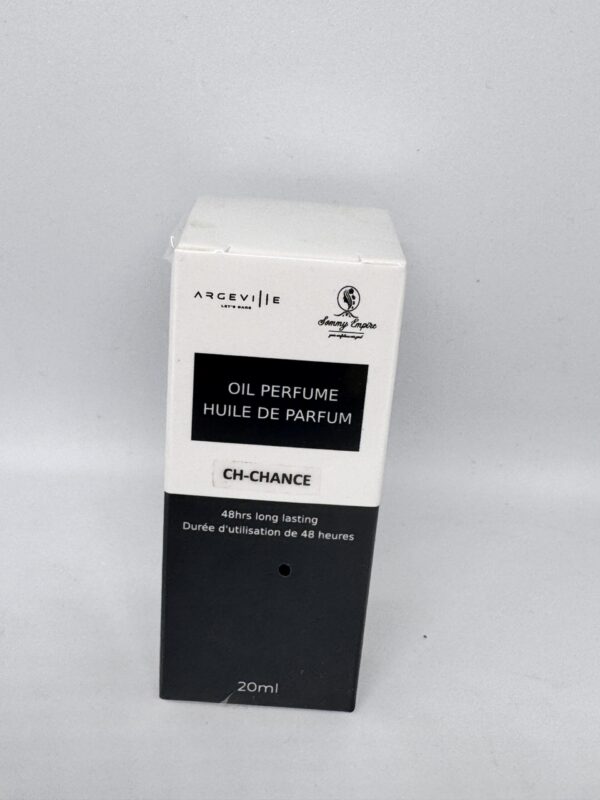 ARGEVILLE
LET'S DARE
Sommy Empire
OIL PERFUME
HUILE DE PARFUM
CH-CHANCE
48hrs long lasting
Durée d'utilisation de 48 heures
20ml